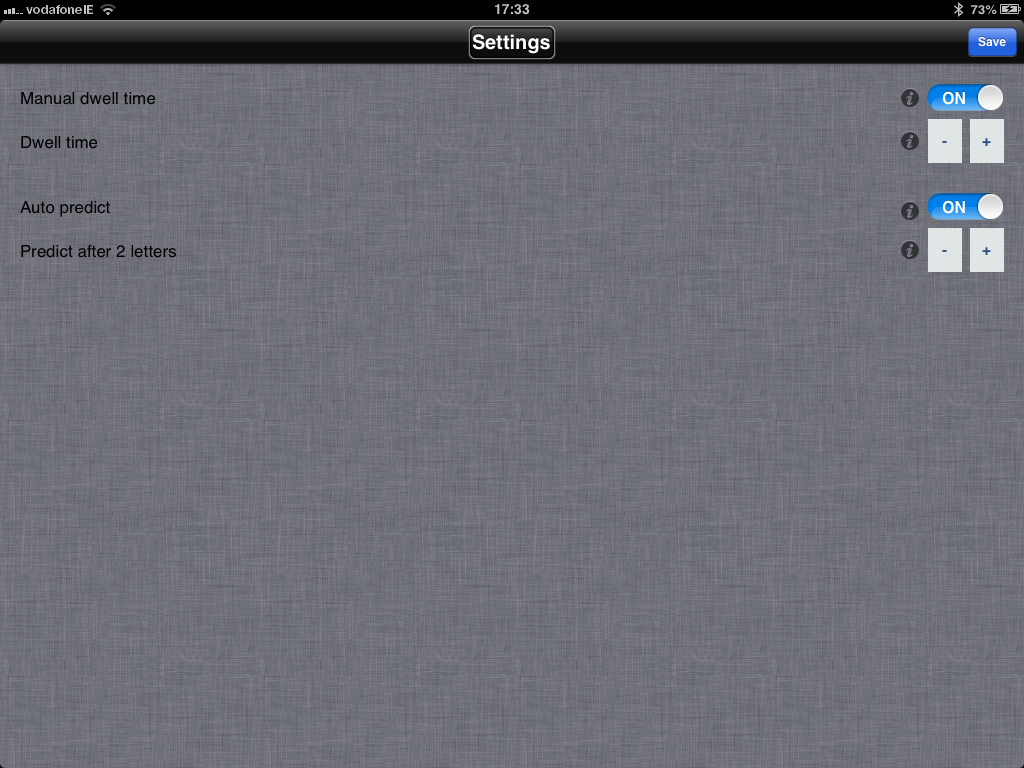 vodafoneIE 17:33 73%
Settings Save
Manual dwell time i ON
Dwell time i - +
Auto predict i ON
Predict after 2 letters i - +